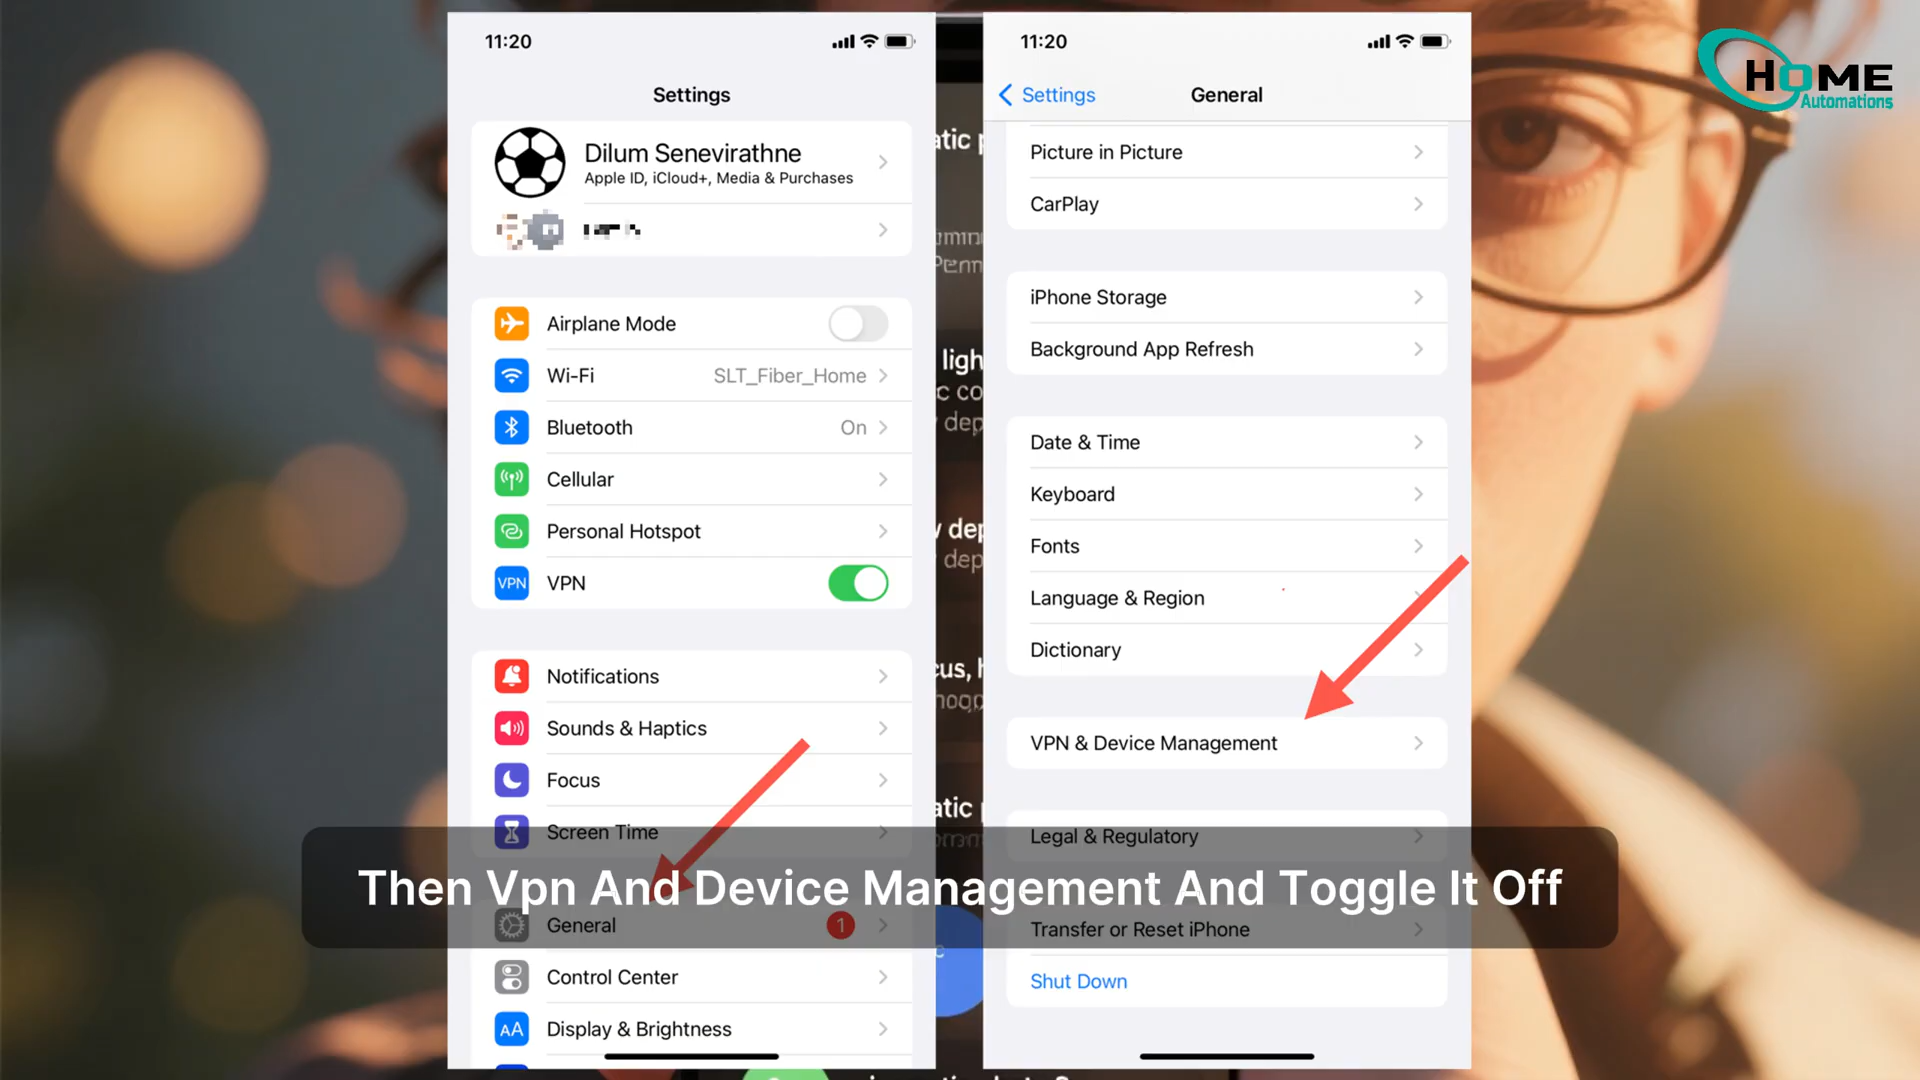 11:20
Settings
Dilum Senevirathne
Apple ID, iCloud+, Media & Purchases
Airplane Mode
Wi-Fi SLT_Fiber_Home
Bluetooth On
Cellular
Personal Hotspot
VPN VPN
Notifications
Sounds & Haptics
Focus
Screen Time
General 1
Control Center
AA Display & Brightness
11:20
Settings General
Picture in Picture
CarPlay
iPhone Storage
Background App Refresh
Date & Time
Keyboard
Fonts
Language & Region
Dictionary
VPN & Device Management
Legal & Regulatory
Transfer or Reset iPhone
Shut Down
Then Vpn And Device Management And Toggle It Off
HOME
Automations